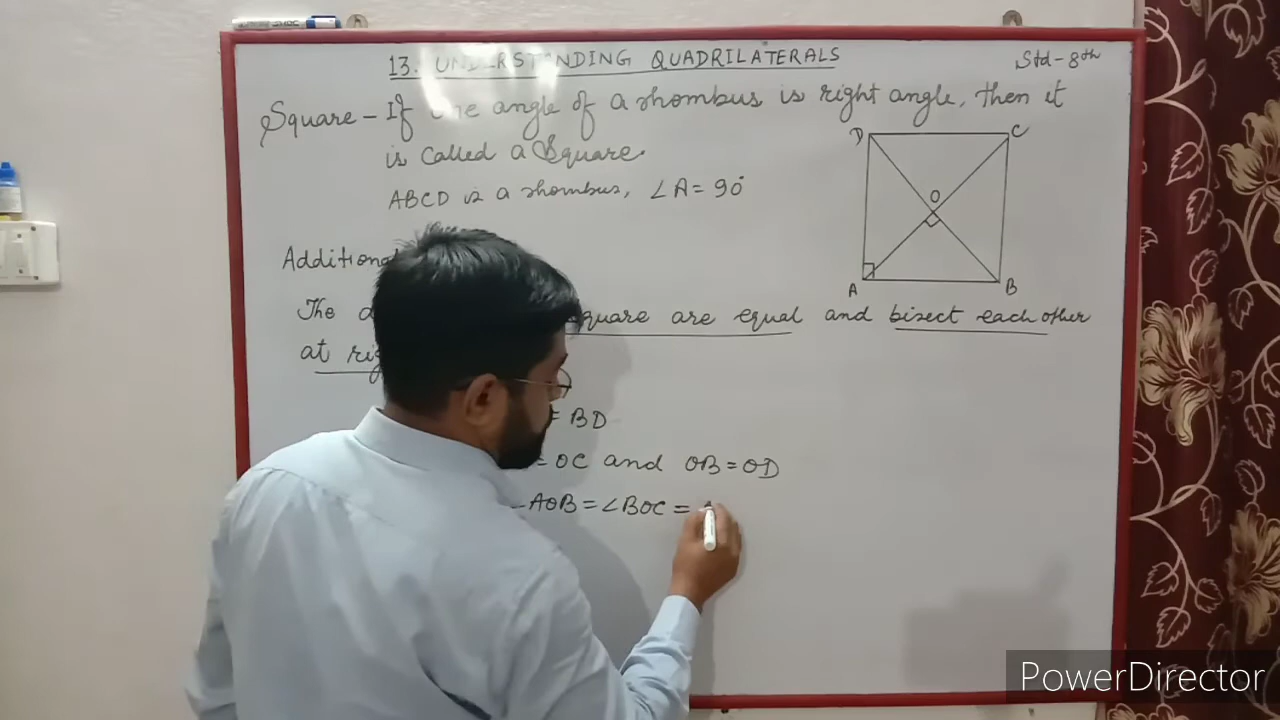 13. UNDERSTANDING QUADRILATERALS
Std-8th
Square - If one angle of a rhombus is right angle, then it
is called a Square.
ABCD is a rhombus, ∠A = 90°
D C
O
A B
Additional
The square are equal and bisect each other
at
= BD
= OC and OB = OD
∠AOB = ∠BOC =
PowerDirector